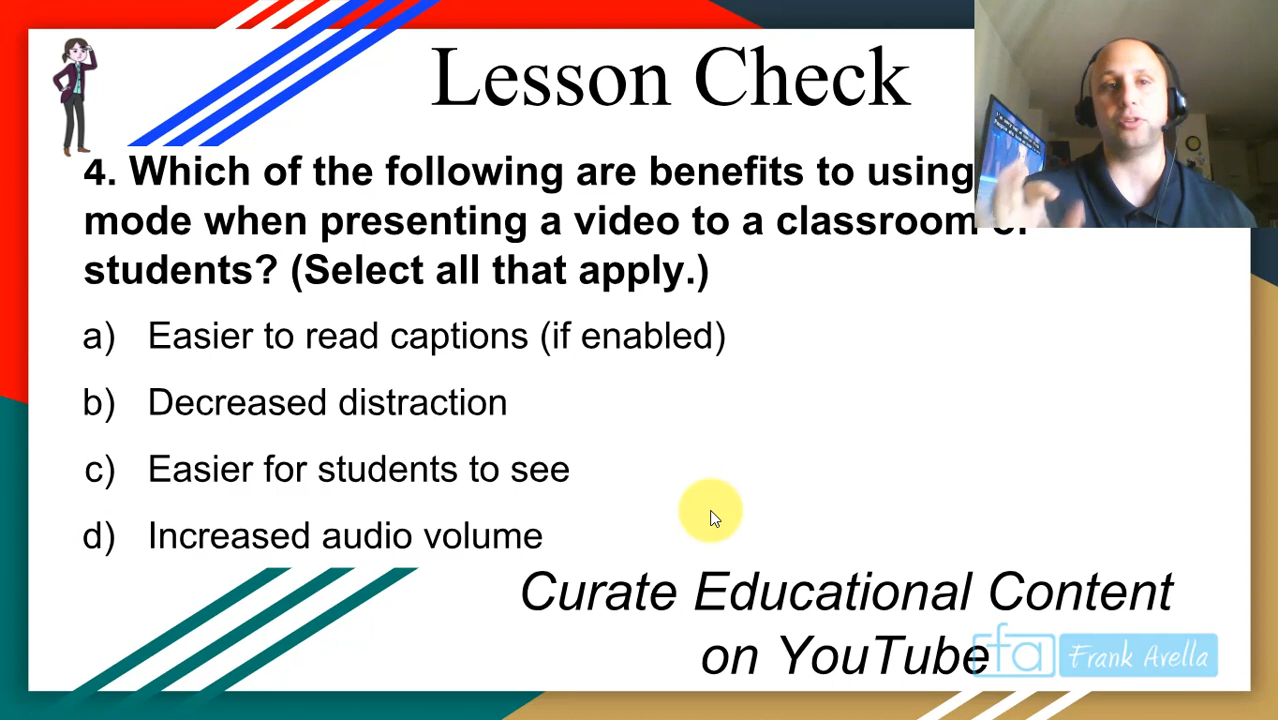 Lesson Check
4. Which of the following are benefits to using
mode when presenting a video to a classroom
students? (Select all that apply.)
a) Easier to read captions (if enabled)
b) Decreased distraction
c) Easier for students to see
d) Increased audio volume
Curate Educational Content
on YouTube
fa Frank Avella